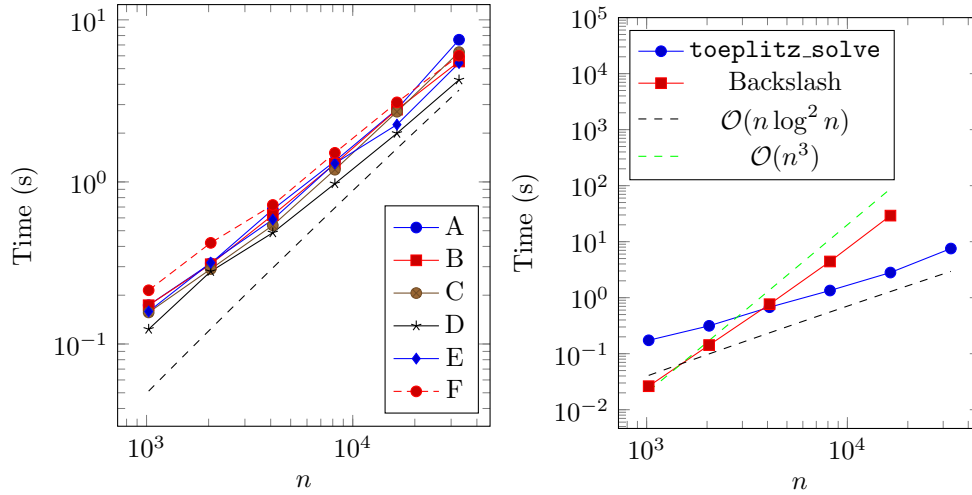 10^1
10^0
10^{-1}
10^3
10^4
n
Time (s)
A
B
C
D
E
F
10^5
10^4
10^3
10^2
10^1
10^0
10^{-1}
10^{-2}
10^3
10^4
n
Time (s)
toeplitz_solve
Backslash
O(n log^2 n)
O(n^3)